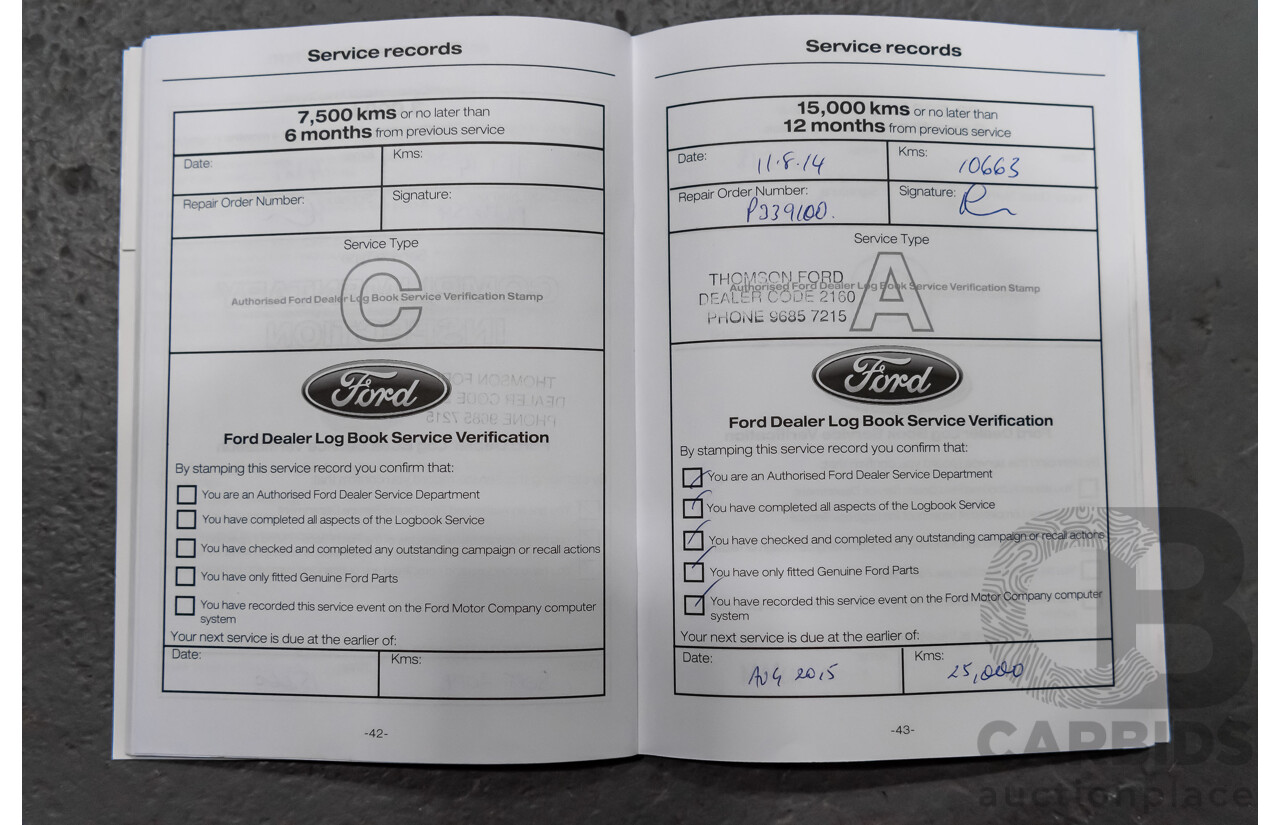 Service records
7,500 kms or no later than
6 months from previous service
Date:
Kms:
Repair Order Number:
Signature:
Service Type
C
Authorised Ford Dealer Log Book Service Verification Stamp
Ford
Ford Dealer Log Book Service Verification
By stamping this service record you confirm that:
You are an Authorised Ford Dealer Service Department
You have completed all aspects of the Logbook Service
You have checked and completed any outstanding campaign or recall actions
You have only fitted Genuine Ford Parts
You have recorded this service event on the Ford Motor Company computer
system
Your next service is due at the earlier of:
Date:
Kms:
-42-
Service records
15,000 kms or no later than
12 months from previous service
Date: 11.8.14
Kms: 10663
Repair Order Number:
P339100.
Signature:
Service Type
A
THOMSON FORD
Authorised Ford Dealer Log Book Service Verification Stamp
DEALER CODE 2160
PHONE 9685 7215
Ford
Ford Dealer Log Book Service Verification
By stamping this service record you confirm that:
You are an Authorised Ford Dealer Service Department
You have completed all aspects of the Logbook Service
You have checked and completed any outstanding campaign or recall actions
You have only fitted Genuine Ford Parts
You have recorded this service event on the Ford Motor Company computer
system
Your next service is due at the earlier of:
Date: AUG 2015
Kms: 25,000
-43-
CB
CARBIDS
auctionplace